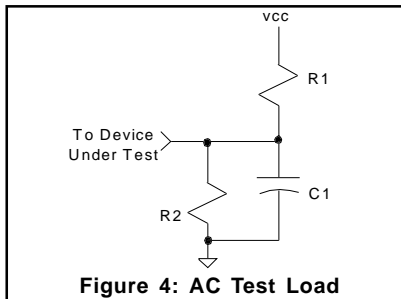 vcc
R1
To Device
Under Test
C1
R2
Figure 4: AC Test Load